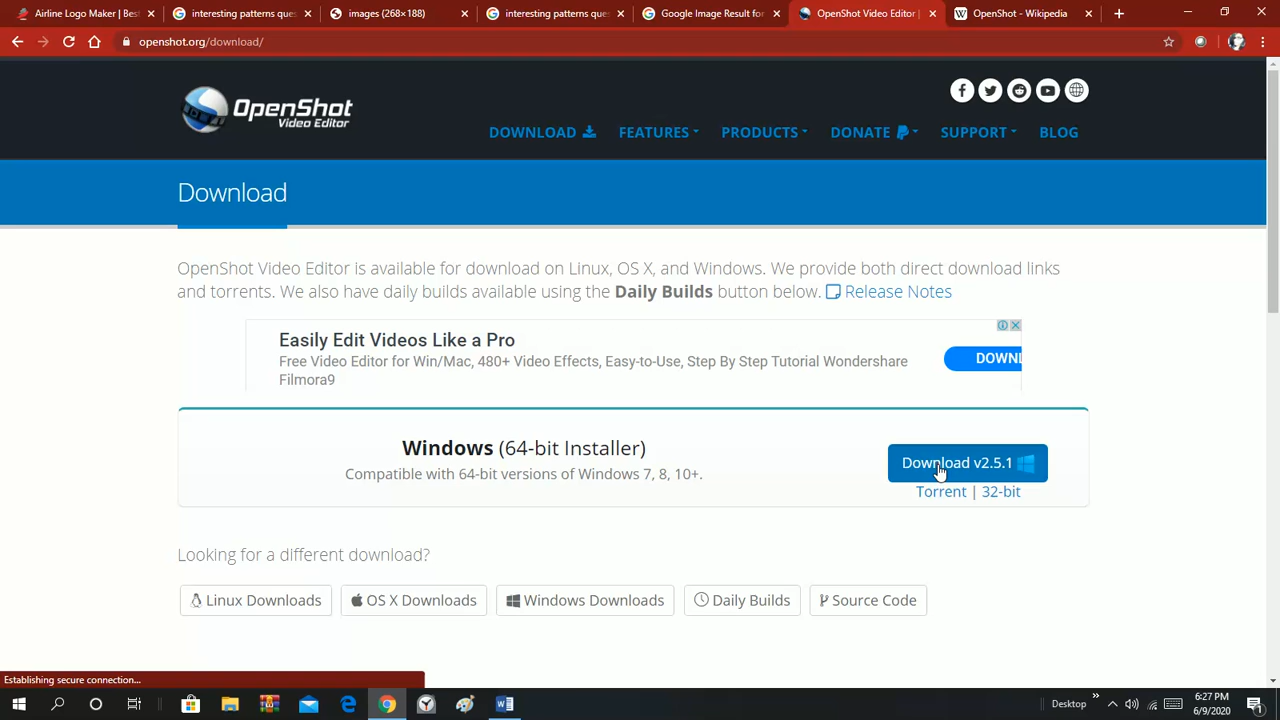 Airline Logo Maker | Bes
interesting patterns ques
images (268×188)
interesting patterns ques
Google Image Result for
OpenShot Video Editor |
OpenShot - Wikipedia
openshot.org/download/
OpenShot
Video Editor
DOWNLOAD
FEATURES
PRODUCTS
DONATE
SUPPORT
BLOG
Download
OpenShot Video Editor is available for download on Linux, OS X, and Windows. We provide both direct download links
and torrents. We also have daily builds available using the Daily Builds button below. Release Notes
Easily Edit Videos Like a Pro
Free Video Editor for Win/Mac, 480+ Video Effects, Easy-to-Use, Step By Step Tutorial Wondershare
Filmora9
DOWNL
Windows (64-bit Installer)
Compatible with 64-bit versions of Windows 7, 8, 10+.
Download v2.5.1
Torrent | 32-bit
Looking for a different download?
Linux Downloads
OS X Downloads
Windows Downloads
Daily Builds
Source Code
Establishing secure connection...
Desktop
6:27 PM
6/9/2020